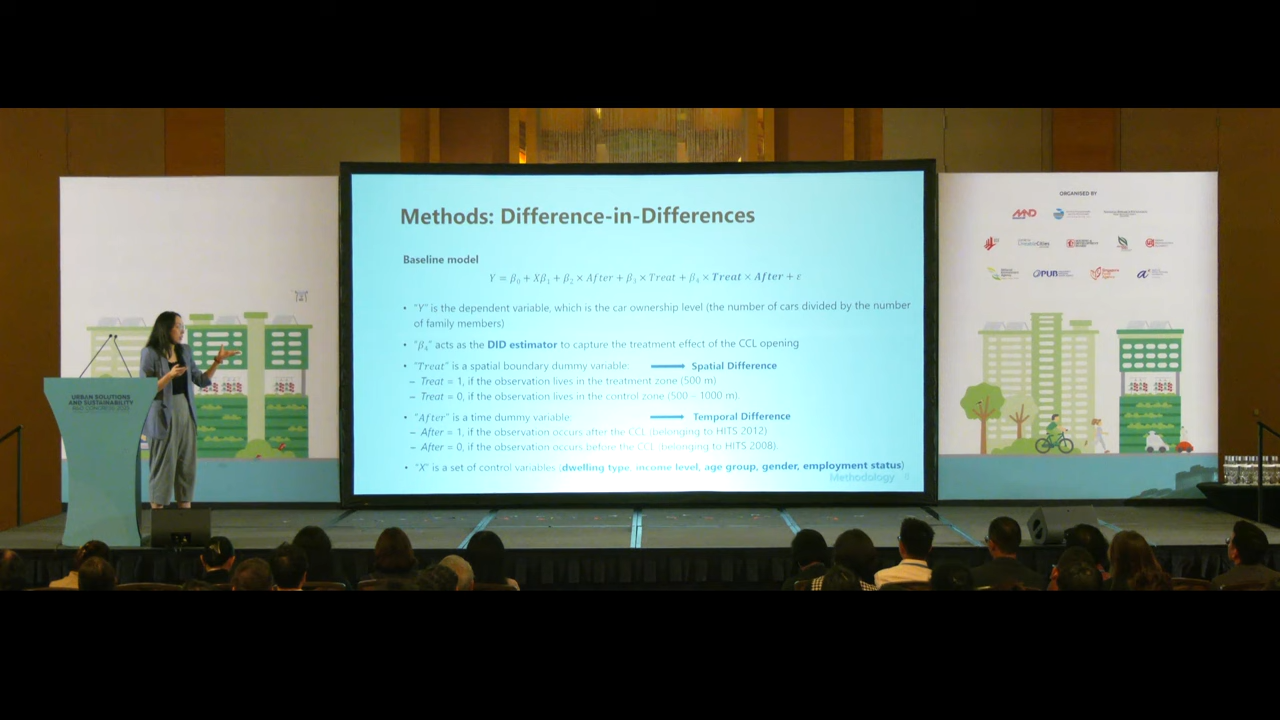 Methods: Difference-in-Differences
Baseline model
Y = β₀ + Xβ₁ + β₂ × After + β₃ × Treat + β₄ × Treat × After + ε
• "Y" is the dependent variable, which is the car ownership level (the number of cars divided by the number
of family members)
• "β₄" acts as the DID estimator to capture the treatment effect of the CCL opening
• "Treat" is a spatial boundary dummy variable: Spatial Difference
– Treat = 1, if the observation lives in the treatment zone (500 m)
– Treat = 0, if the observation lives in the control zone (500 – 1000 m).
• "After" is a time dummy variable: Temporal Difference
– After = 1, if the observation occurs after the CCL (belonging to HITS 2012)
– After = 0, if the observation occurs before the CCL (belonging to HITS 2008).
• "X" is a set of control variables (dwelling type, income level, age group, gender, employment status)
Methodology
URBAN SOLUTIONS
AND SUSTAINABILITY
ORGANISED BY
MND
PUB